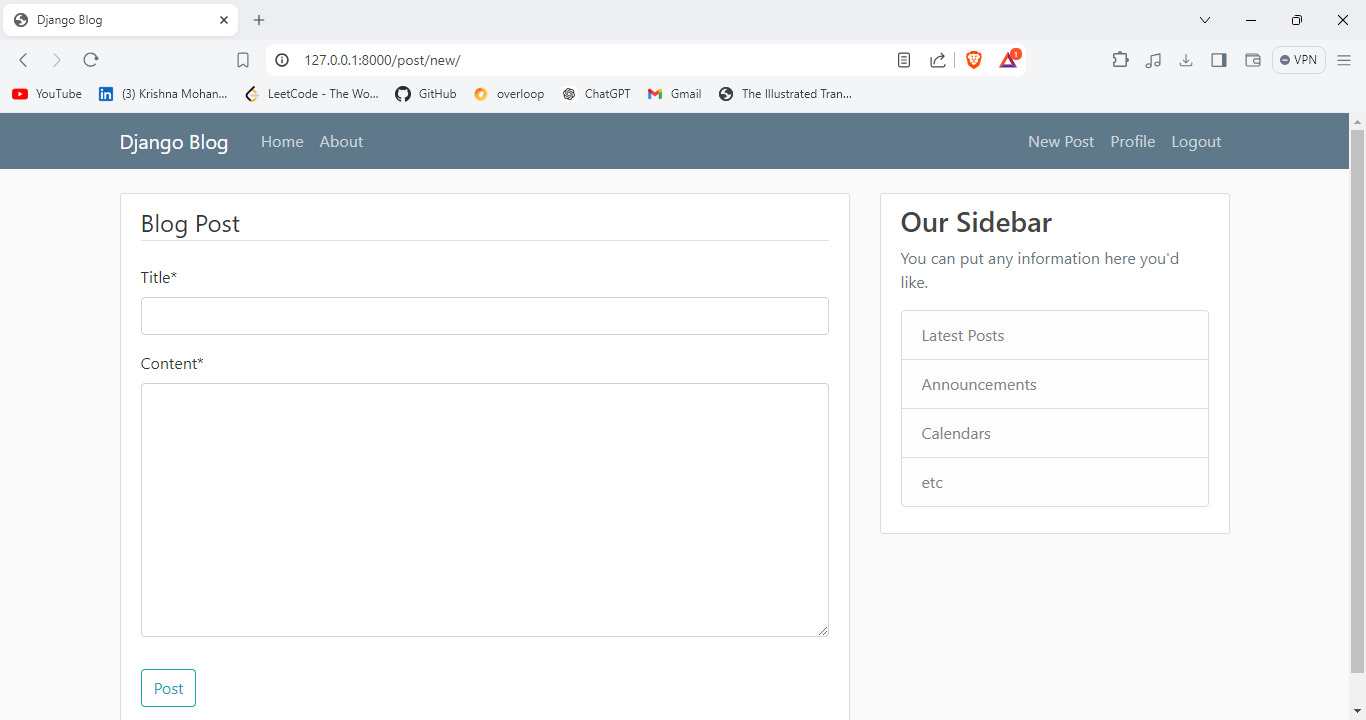 Django Blog
127.0.0.1:8000/post/new/
1
VPN
YouTube
(3) Krishna Mohan...
LeetCode - The Wo...
GitHub
overloop
ChatGPT
Gmail
The Illustrated Tran...
Django Blog Home About New Post Profile Logout
Blog Post
Title*
Content*
Post
Our Sidebar
You can put any information here you'd
like.
Latest Posts
Announcements
Calendars
etc